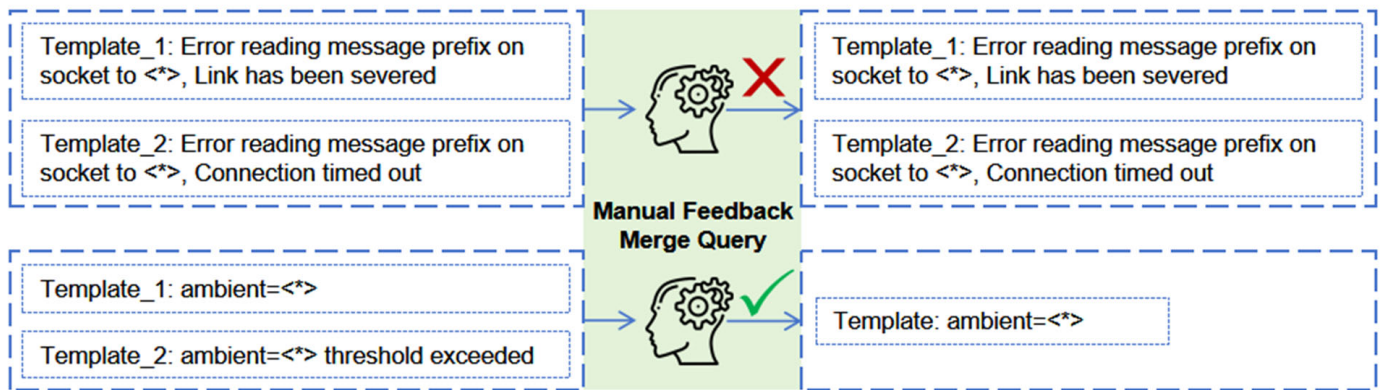 Template_1: Error reading message prefix on
socket to <*>, Link has been severed
Template_2: Error reading message prefix on
socket to <*>, Connection timed out
Template_1: Error reading message prefix on
socket to <*>, Link has been severed
Template_2: Error reading message prefix on
socket to <*>, Connection timed out
Manual Feedback
Merge Query
Template_1: ambient=<*>
Template_2: ambient=<*> threshold exceeded
Template: ambient=<*>